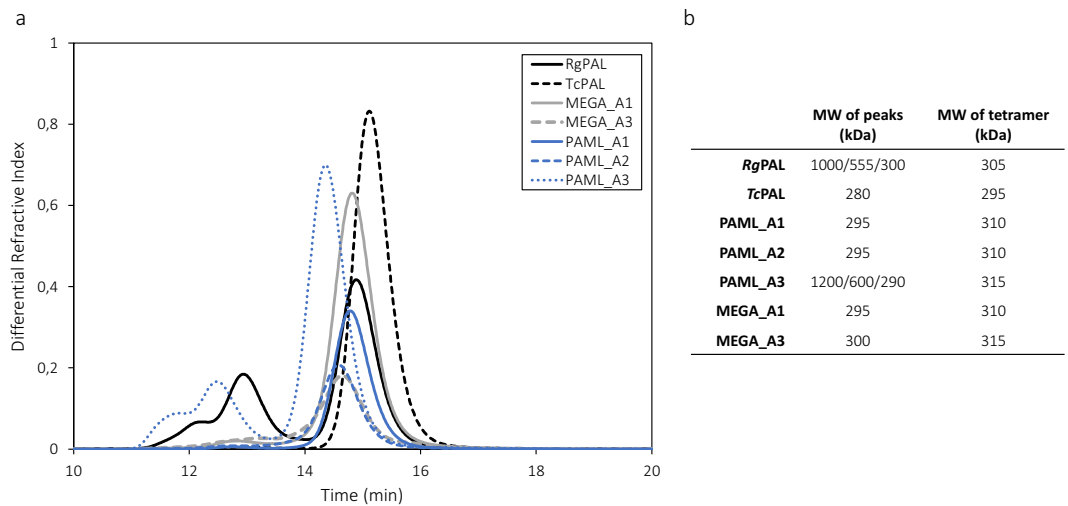 a
Differential Refractive Index
1
0,8
0,6
0,4
0,2
0
10
12
14
16
18
20
Time (min)
RgPAL
TcPAL
MEGA_A1
MEGA_A3
PAML_A1
PAML_A2
PAML_A3
b
MW of peaks (kDa) MW of tetramer (kDa)
RgPAL 1000/555/300 305
TcPAL 280 295
PAML_A1 295 310
PAML_A2 295 310
PAML_A3 1200/600/290 315
MEGA_A1 295 310
MEGA_A3 300 315